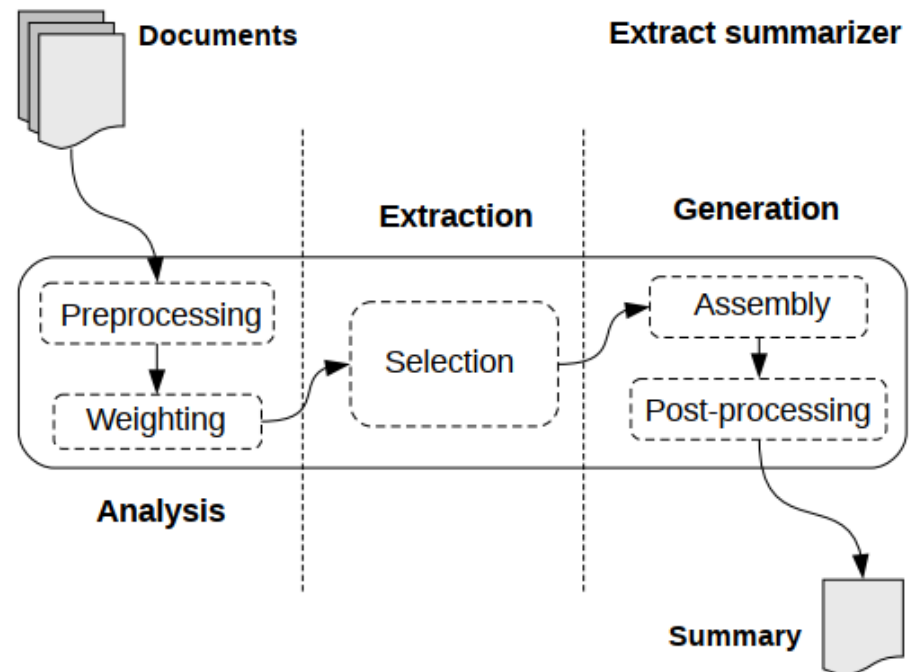 Documents
Extract summarizer
Extraction
Generation
Preprocessing
Weighting
Selection
Assembly
Post-processing
Analysis
Summary